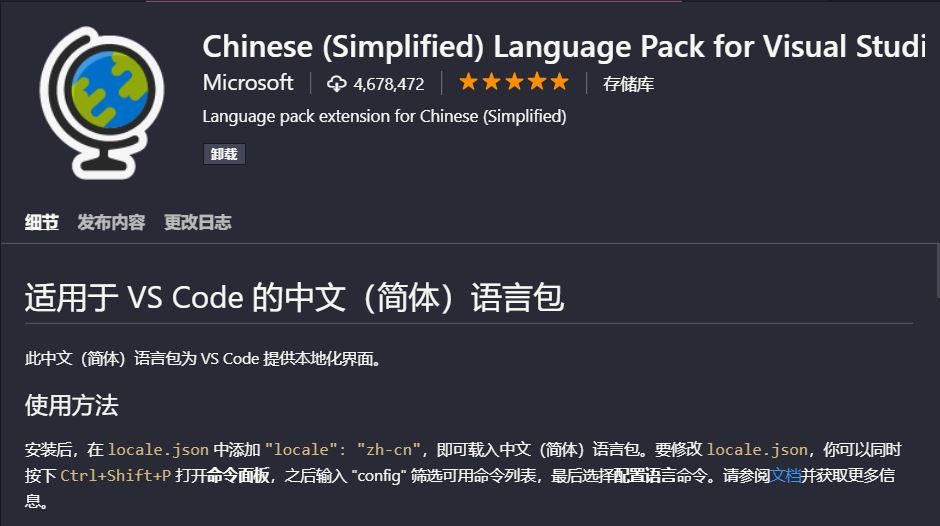 Chinese (Simplified) Language Pack for Visual Studi
Microsoft 4,678,472 存储库
Language pack extension for Chinese (Simplified)
卸载
细节 发布内容 更改日志
适用于 VS Code 的中文（简体）语言包
此中文（简体）语言包为 VS Code 提供本地化界面。
使用方法
安装后，在 locale.json 中添加 "locale": "zh-cn"，即可载入中文（简体）语言包。要修改 locale.json，你可以同时
按下 Ctrl+Shift+P 打开命令面板，之后输入 "config" 筛选可用命令列表，最后选择配置语言命令。请参阅文档并获取更多信
息。